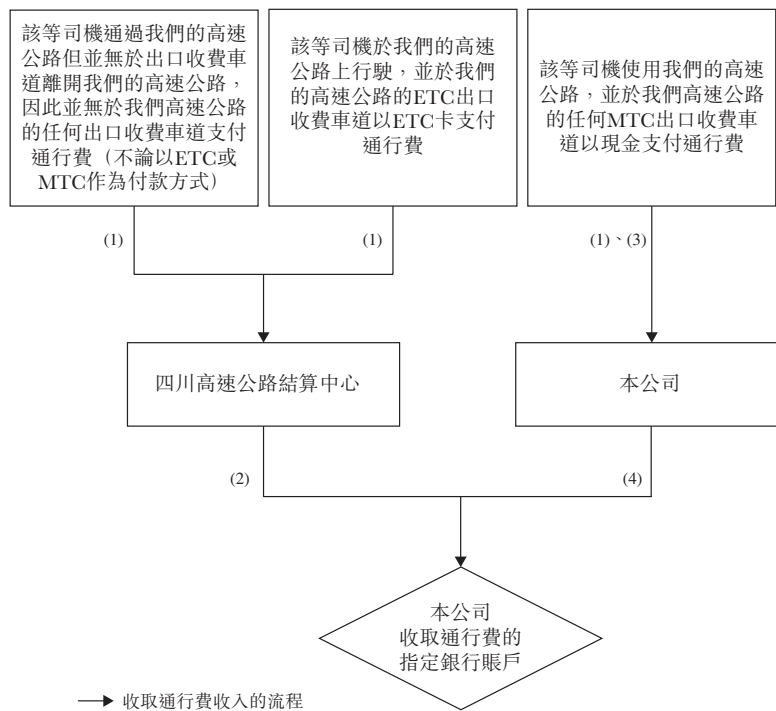 該等司機通過我們的高速
公路但並無於出口收費車
道離開我們的高速公路，
因此並無於我們高速公路
的任何出口收費車道支付
通行費（不論以ETC或
MTC作為付款方式）
該等司機於我們的高速
公路上行駛，並於我們
的高速公路的ETC出口
收費車道以ETC卡支付
通行費
該等司機使用我們的高速
公路，並於我們高速公路
的任何MTC出口收費車
道以現金支付通行費
(1)
(1)
(1)、(3)
四川高速公路結算中心
本公司
(2)
(4)
本公司
收取通行費的
指定銀行賬戶
收取通行費收入的流程